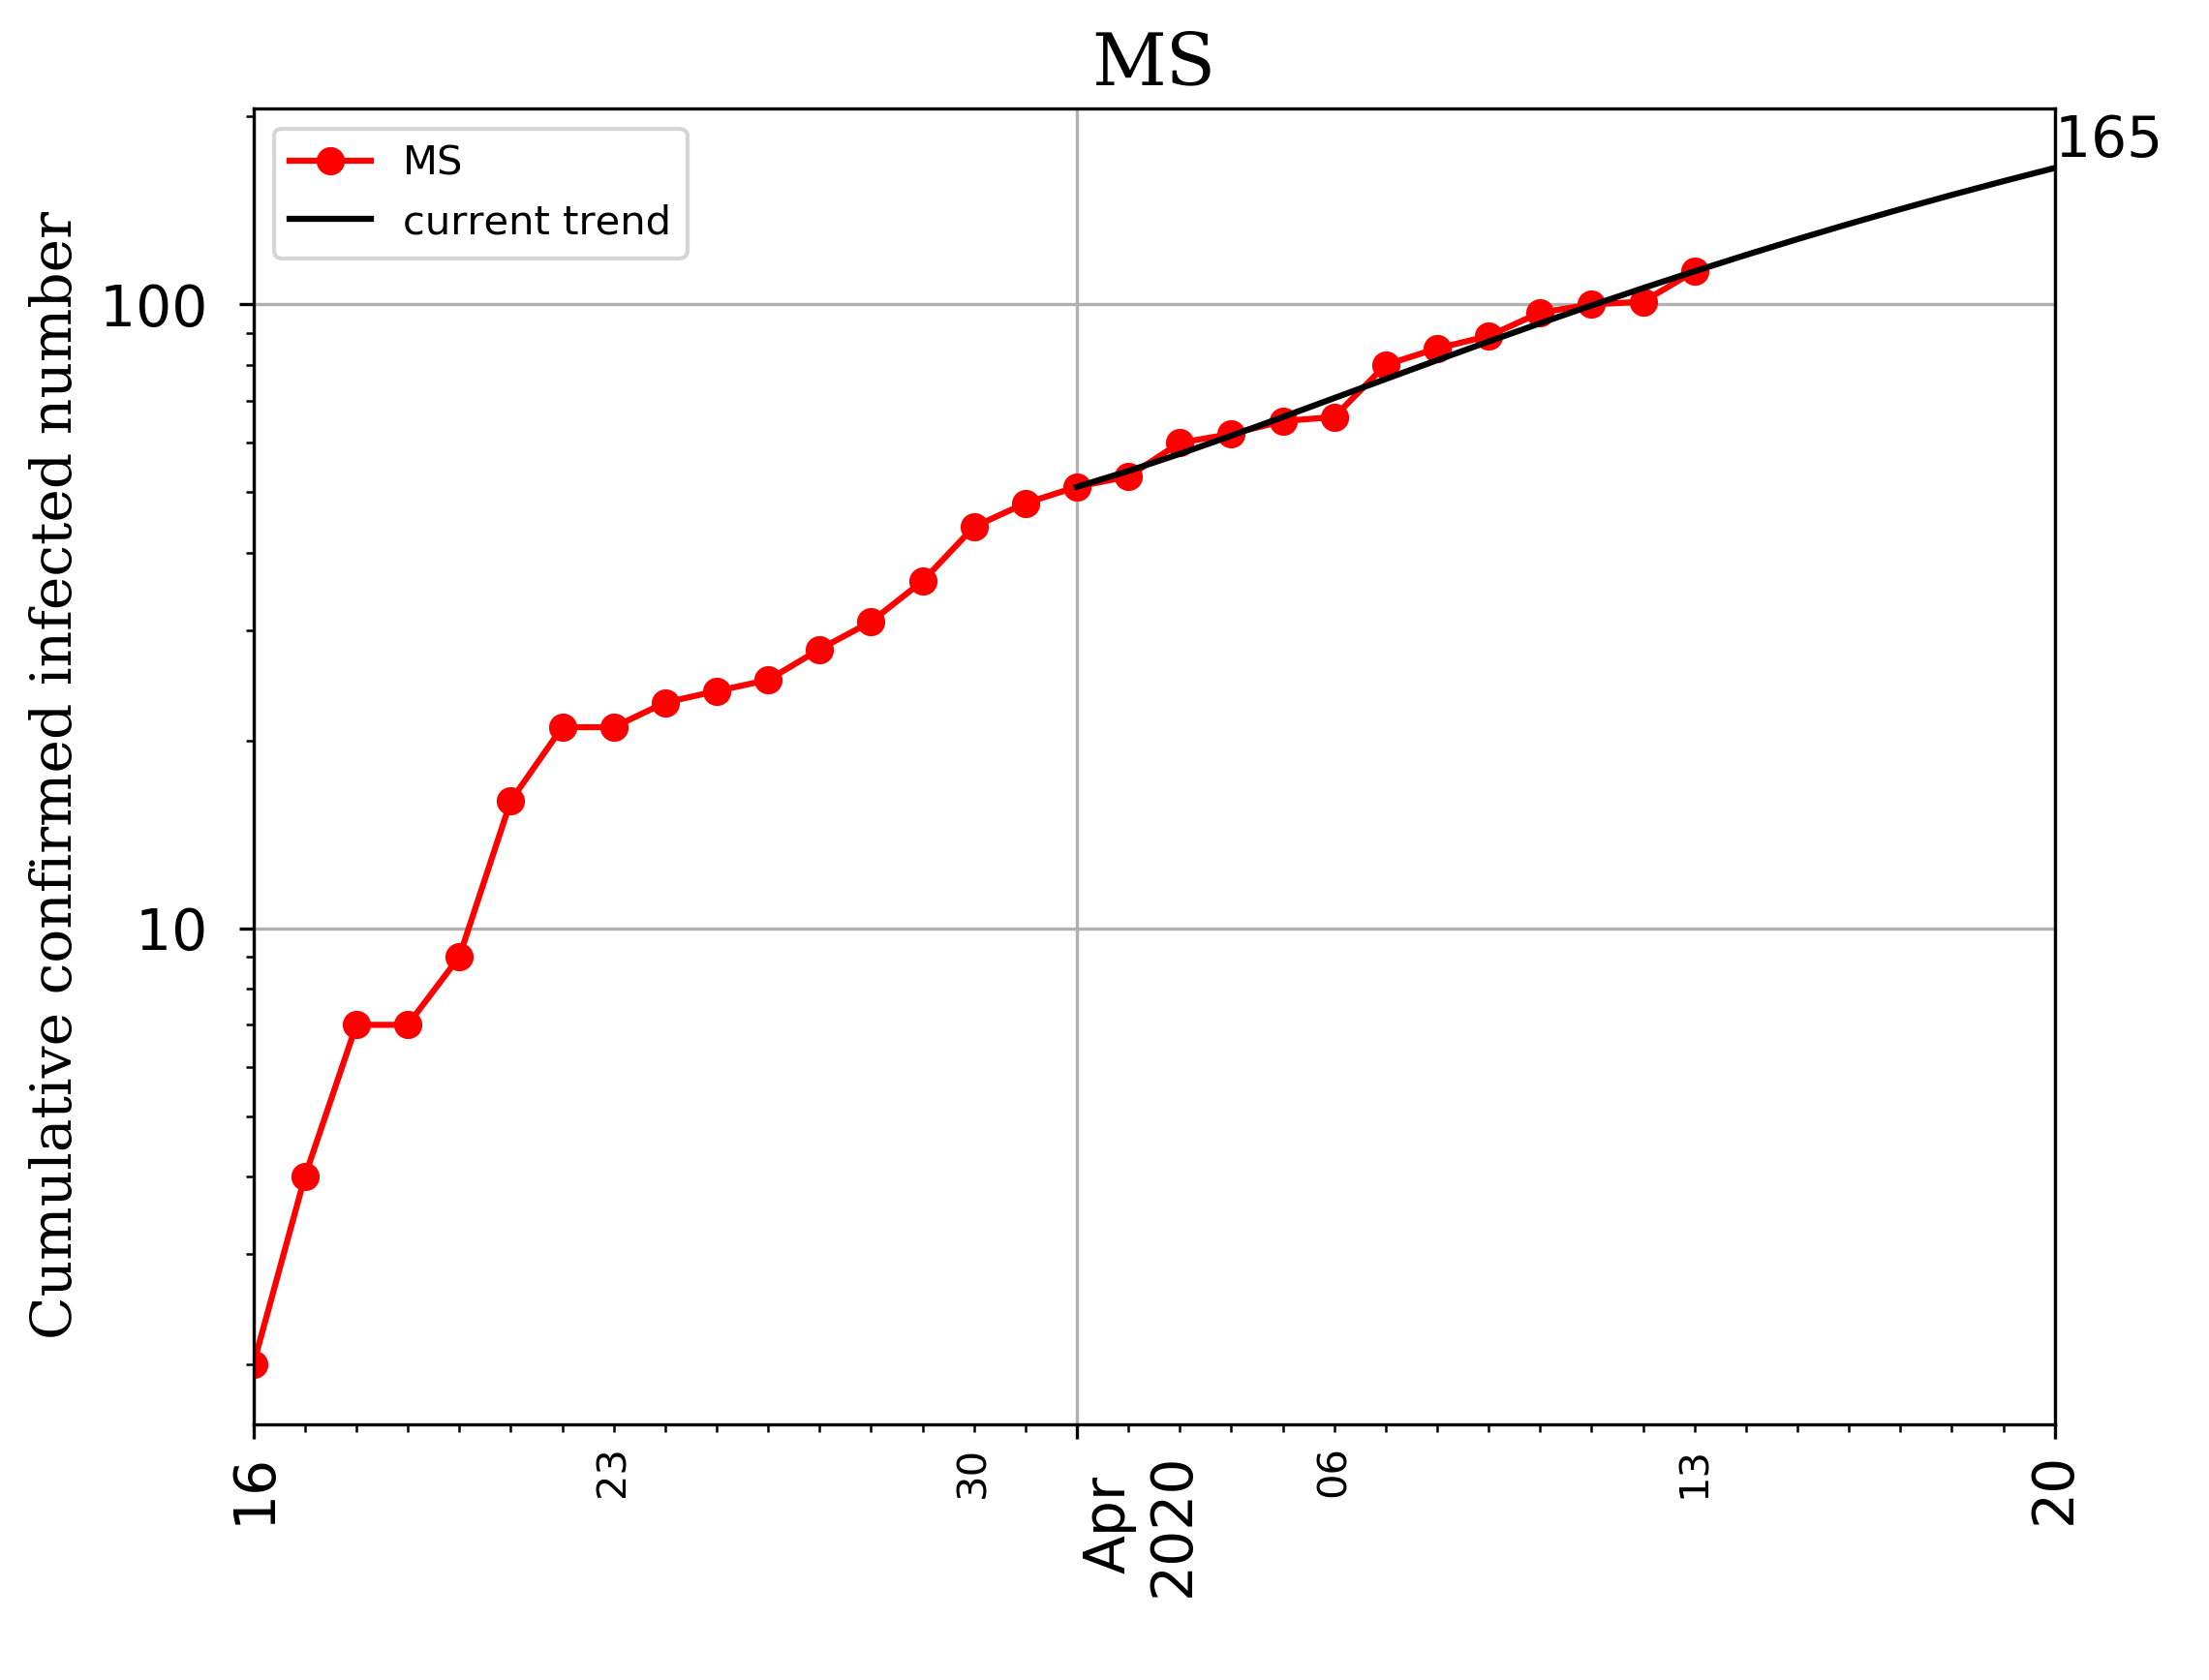 MS
165
MS
current trend
Cumulative confirmed infected number
100
10
16
23
30
Apr
2020
06
13
20